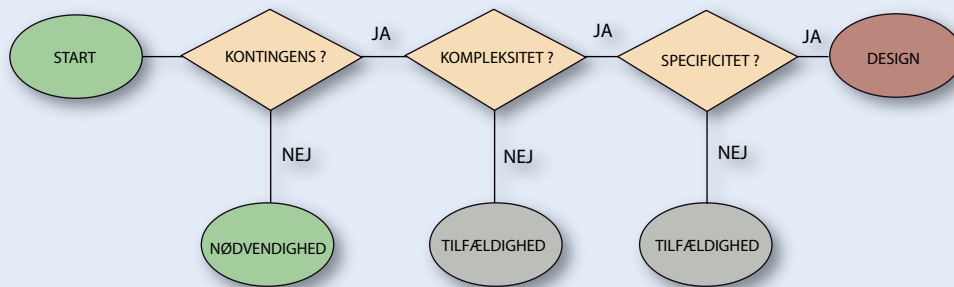 START
KONTINGENS ?
JA
KOMPLEKSITET ?
JA
SPECIFICITET ?
JA
DESIGN
NEJ
NEJ
NEJ
NØDVENDIGHED
TILFÆLDIGHED
TILFÆLDIGHED